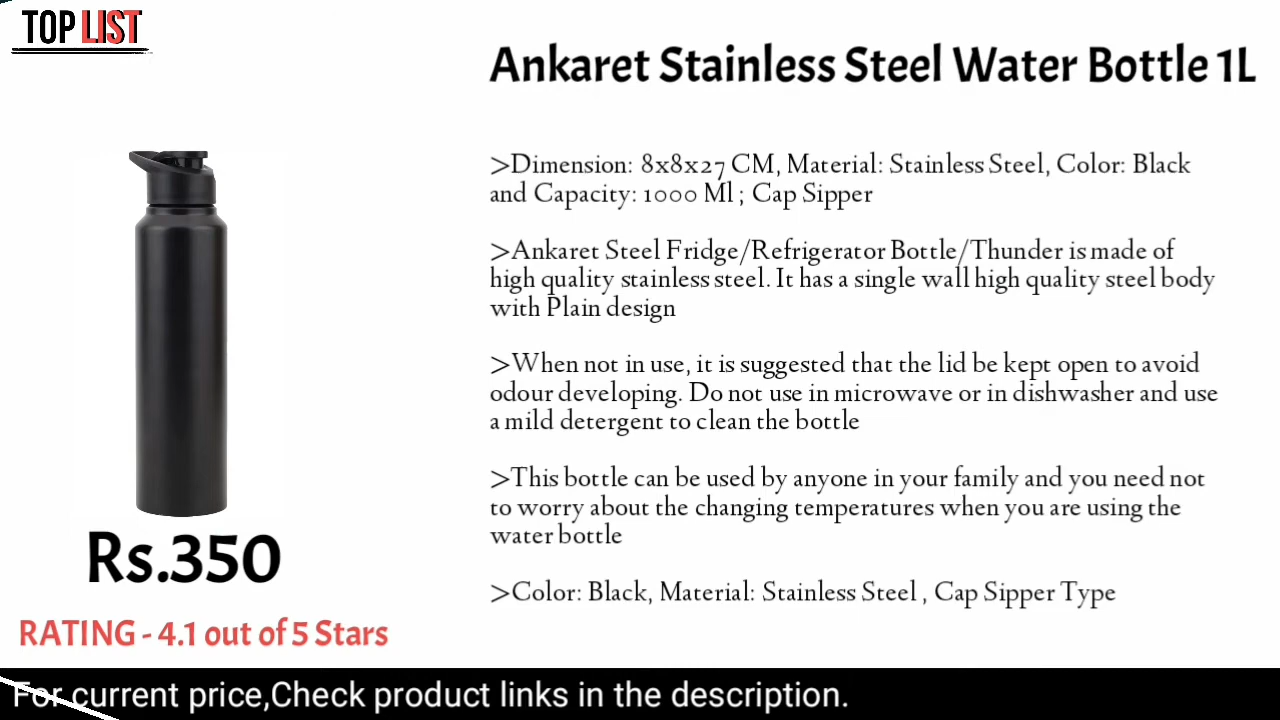 TOP LIST
Ankaret Stainless Steel Water Bottle 1L
>Dimension: 8x8x27 CM, Material: Stainless Steel, Color: Black
and Capacity: 1000 Ml ; Cap Sipper
>Ankaret Steel Fridge/Refrigerator Bottle/Thunder is made of
high quality stainless steel. It has a single wall high quality steel body
with Plain design
>When not in use, it is suggested that the lid be kept open to avoid
odour developing. Do not use in microwave or in dishwasher and use
a mild detergent to clean the bottle
>This bottle can be used by anyone in your family and you need not
to worry about the changing temperatures when you are using the
water bottle
>Color: Black, Material: Stainless Steel , Cap Sipper Type
Rs.350
RATING - 4.1 out of 5 Stars
For current price,Check product links in the description.